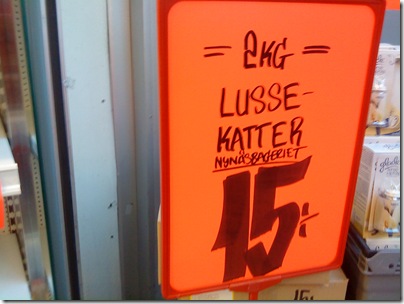 = 2KG =
LUSSE-
KATTER
NYNÄSBAGERIET
15:-